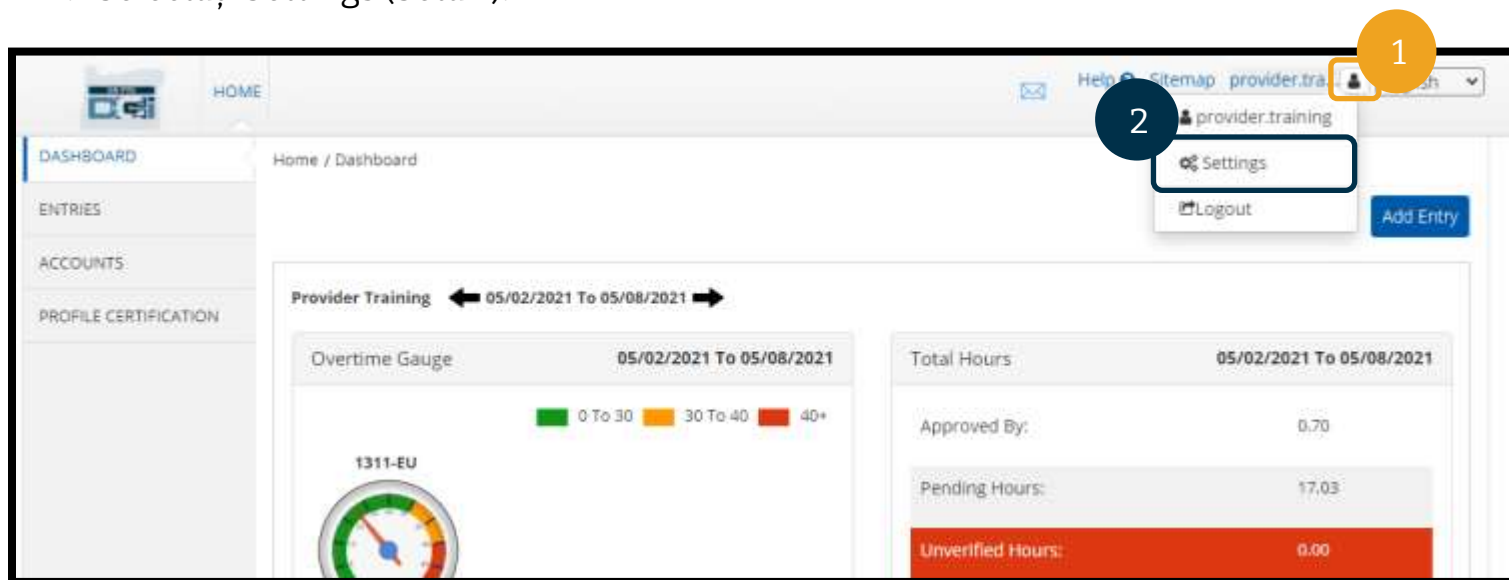 1
HOME
Help
Sitemap
provider.tra...
2
provider.training
DASHBOARD
Home / Dashboard
Settings
ENTRIES
Logout
Add Entry
ACCOUNTS
Provider Training 05/02/2021 To 05/08/2021
PROFILE CERTIFICATION
Overtime Gauge 05/02/2021 To 05/08/2021
Total Hours 05/02/2021 To 05/08/2021
0 To 30 30 To 40 40+
Approved By: 0.70
1311-EU
Pending Hours: 17.03
Unverified Hours: 0.00